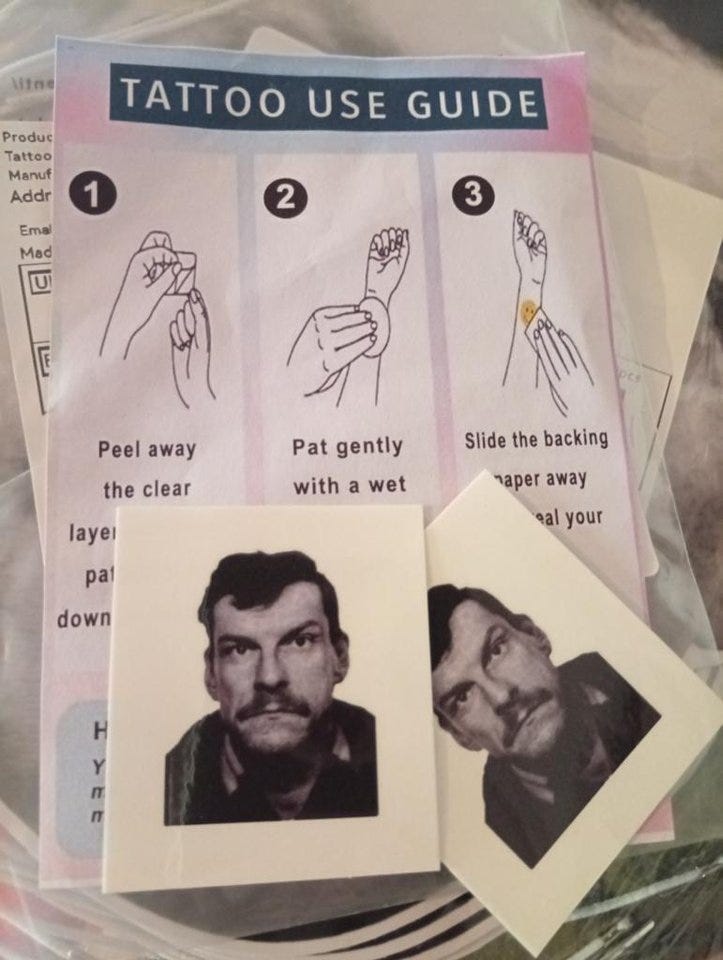 TATTOO USE GUIDE
Produc
Tattoo
Manuf
Addr
Emai
Mad
1
Peel away
the clear
layer
pat
down
2
Pat gently
with a wet
3
Slide the backing
paper away
eal your
H
Y
m
m
pcs